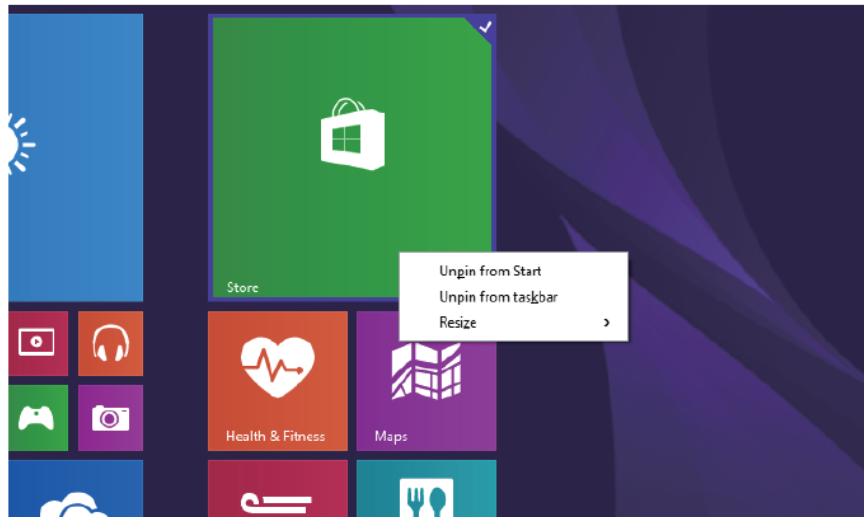 Store
Unpin from Start
Unpin from taskbar
Resize
Health & Fitness
Maps